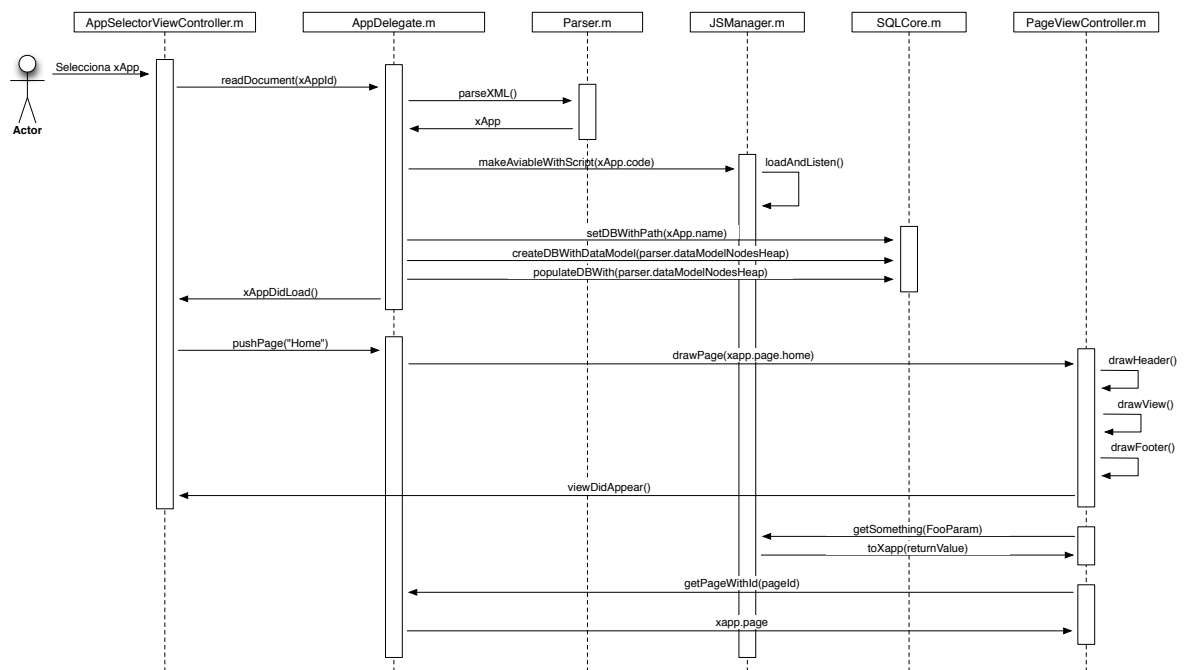 AppSelectorViewController.m
AppDelegate.m
Parser.m
JSManager.m
SQLCore.m
PageViewController.m
Selecciona xApp
Actor
readDocument(xAppId)
parseXML()
xApp
makeAviableWithScript(xApp.code)
loadAndListen()
setDBWithPath(xApp.name)
createDBWithDataModel(parser.dataModelNodesHeap)
populateDBWith(parser.dataModelNodesHeap)
xAppDidLoad()
pushPage("Home")
drawPage(xapp.page.home)
drawHeader()
drawView()
drawFooter()
viewDidAppear()
getSomething(FooParam)
toXapp(returnValue)
getPageWithId(pageId)
xapp.page